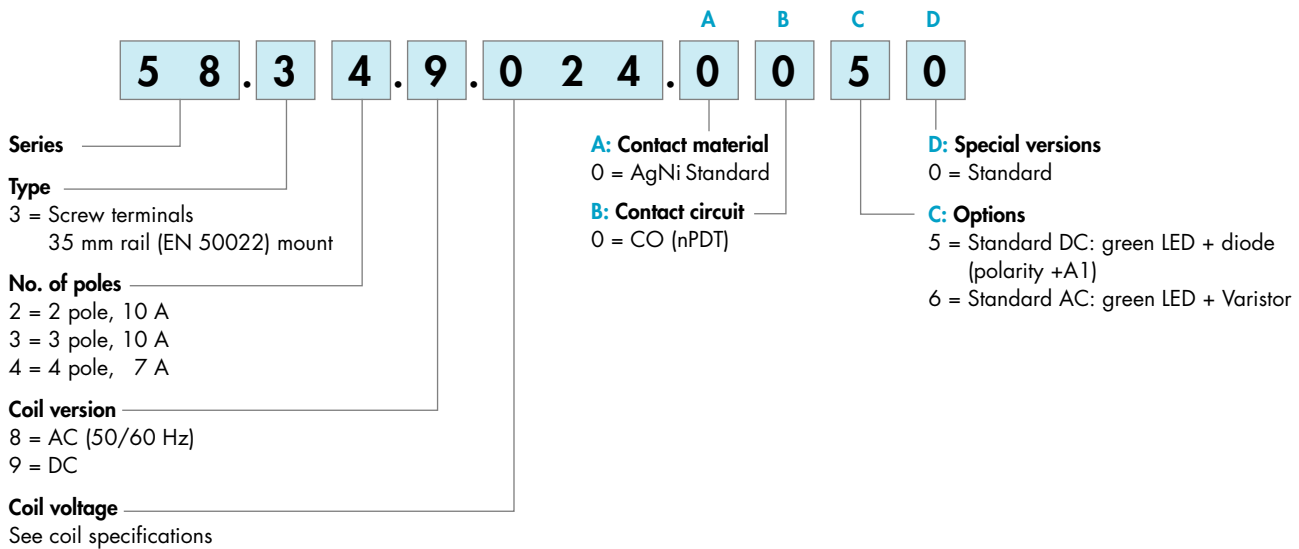 A B C D
5 8 . 3 4 . 9 . 0 2 4 . 0 0 5 0
Series
Type
3 = Screw terminals
35 mm rail (EN 50022) mount
No. of poles
2 = 2 pole, 10 A
3 = 3 pole, 10 A
4 = 4 pole, 7 A
Coil version
8 = AC (50/60 Hz)
9 = DC
Coil voltage
See coil specifications
A: Contact material
0 = AgNi Standard
B: Contact circuit
0 = CO (nPDT)
D: Special versions
0 = Standard
C: Options
5 = Standard DC: green LED + diode
(polarity +A1)
6 = Standard AC: green LED + Varistor